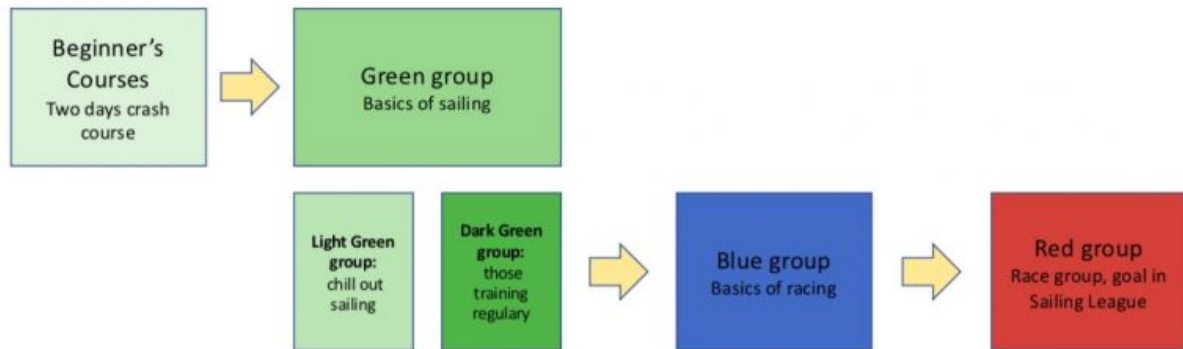 Beginner's
Courses
Two days crash
course
Green group
Basics of sailing
Light Green
group:
chill out
sailing
Dark Green
group:
those
training
regulary
Blue group
Basics of racing
Red group
Race group, goal in
Sailing League